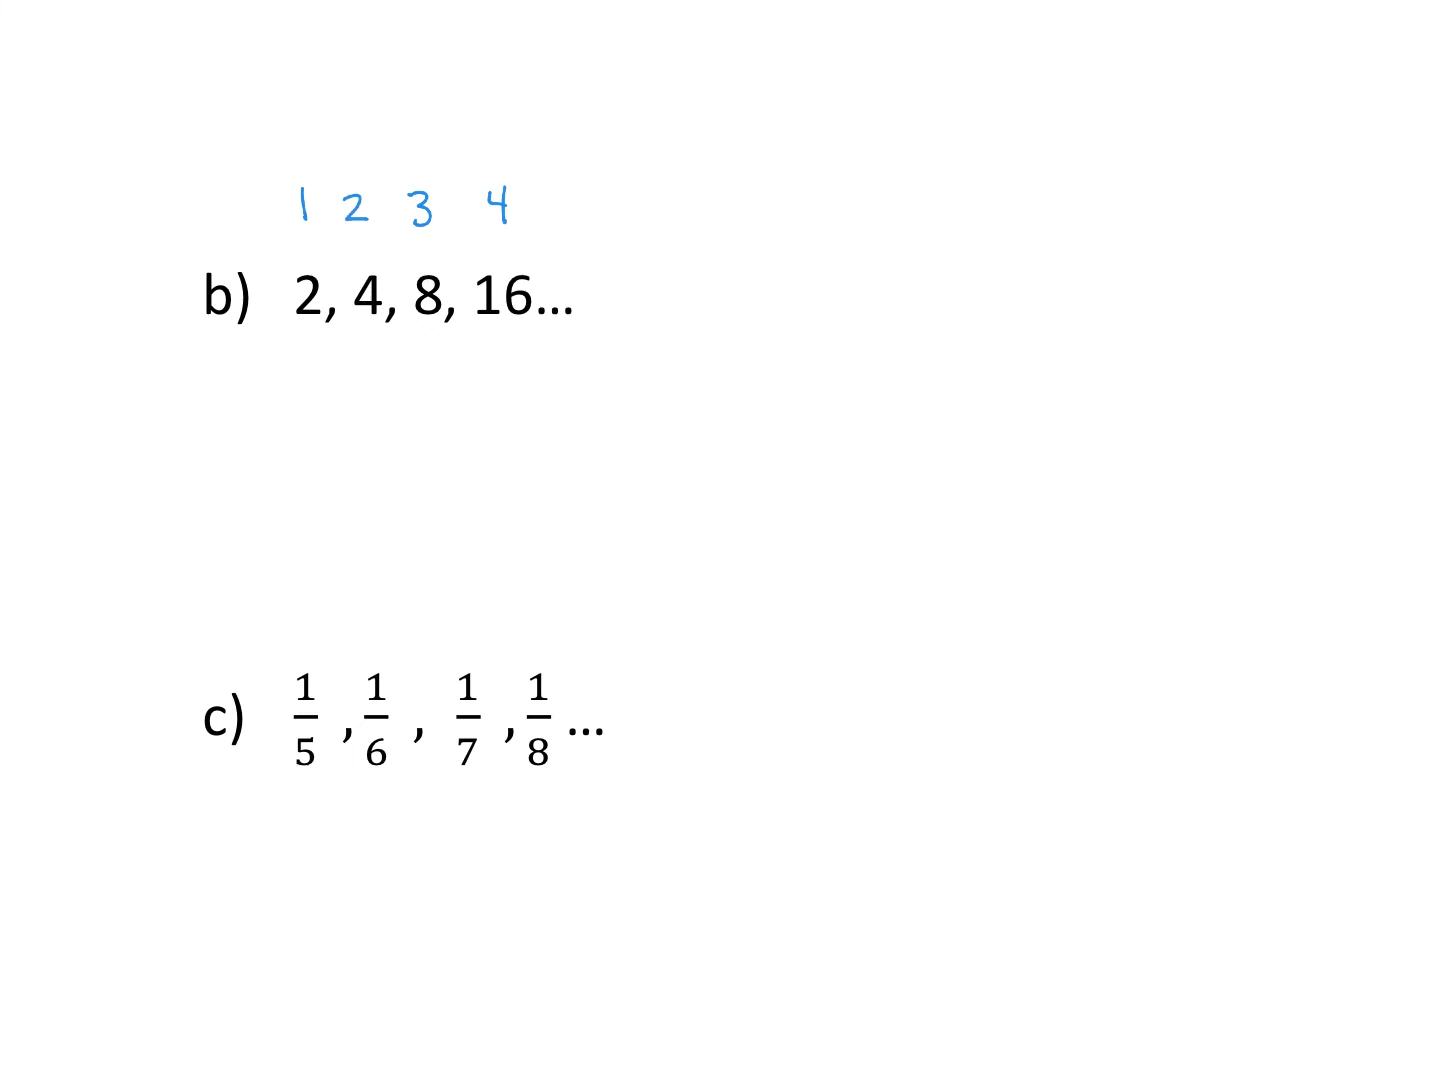 1 2 3 4
b) 2, 4, 8, 16...
c) 1/5 , 1/6 , 1/7 , 1/8 ...